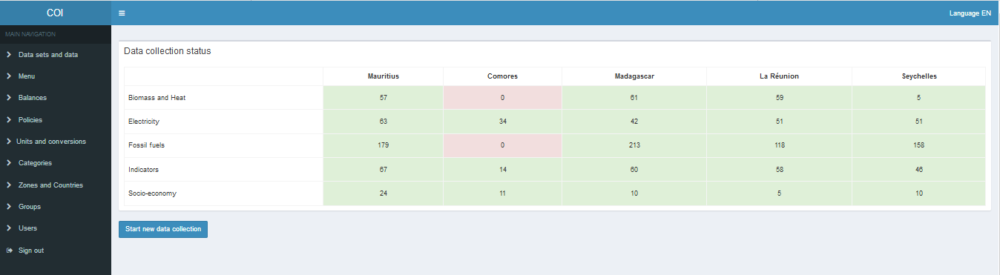 COI
Language EN
MAIN NAVIGATION
Data sets and data
Menu
Balances
Policies
Units and conversions
Categories
Zones and Countries
Groups
Users
Sign out
Data collection status
Mauritius Comores Madagascar La Réunion Seychelles
Biomass and Heat 57 0 61 59 5
Electricity 63 34 42 51 51
Fossil fuels 179 0 213 118 158
Indicators 67 14 60 58 46
Socio-economy 24 11 10 5 10
Start new data collection